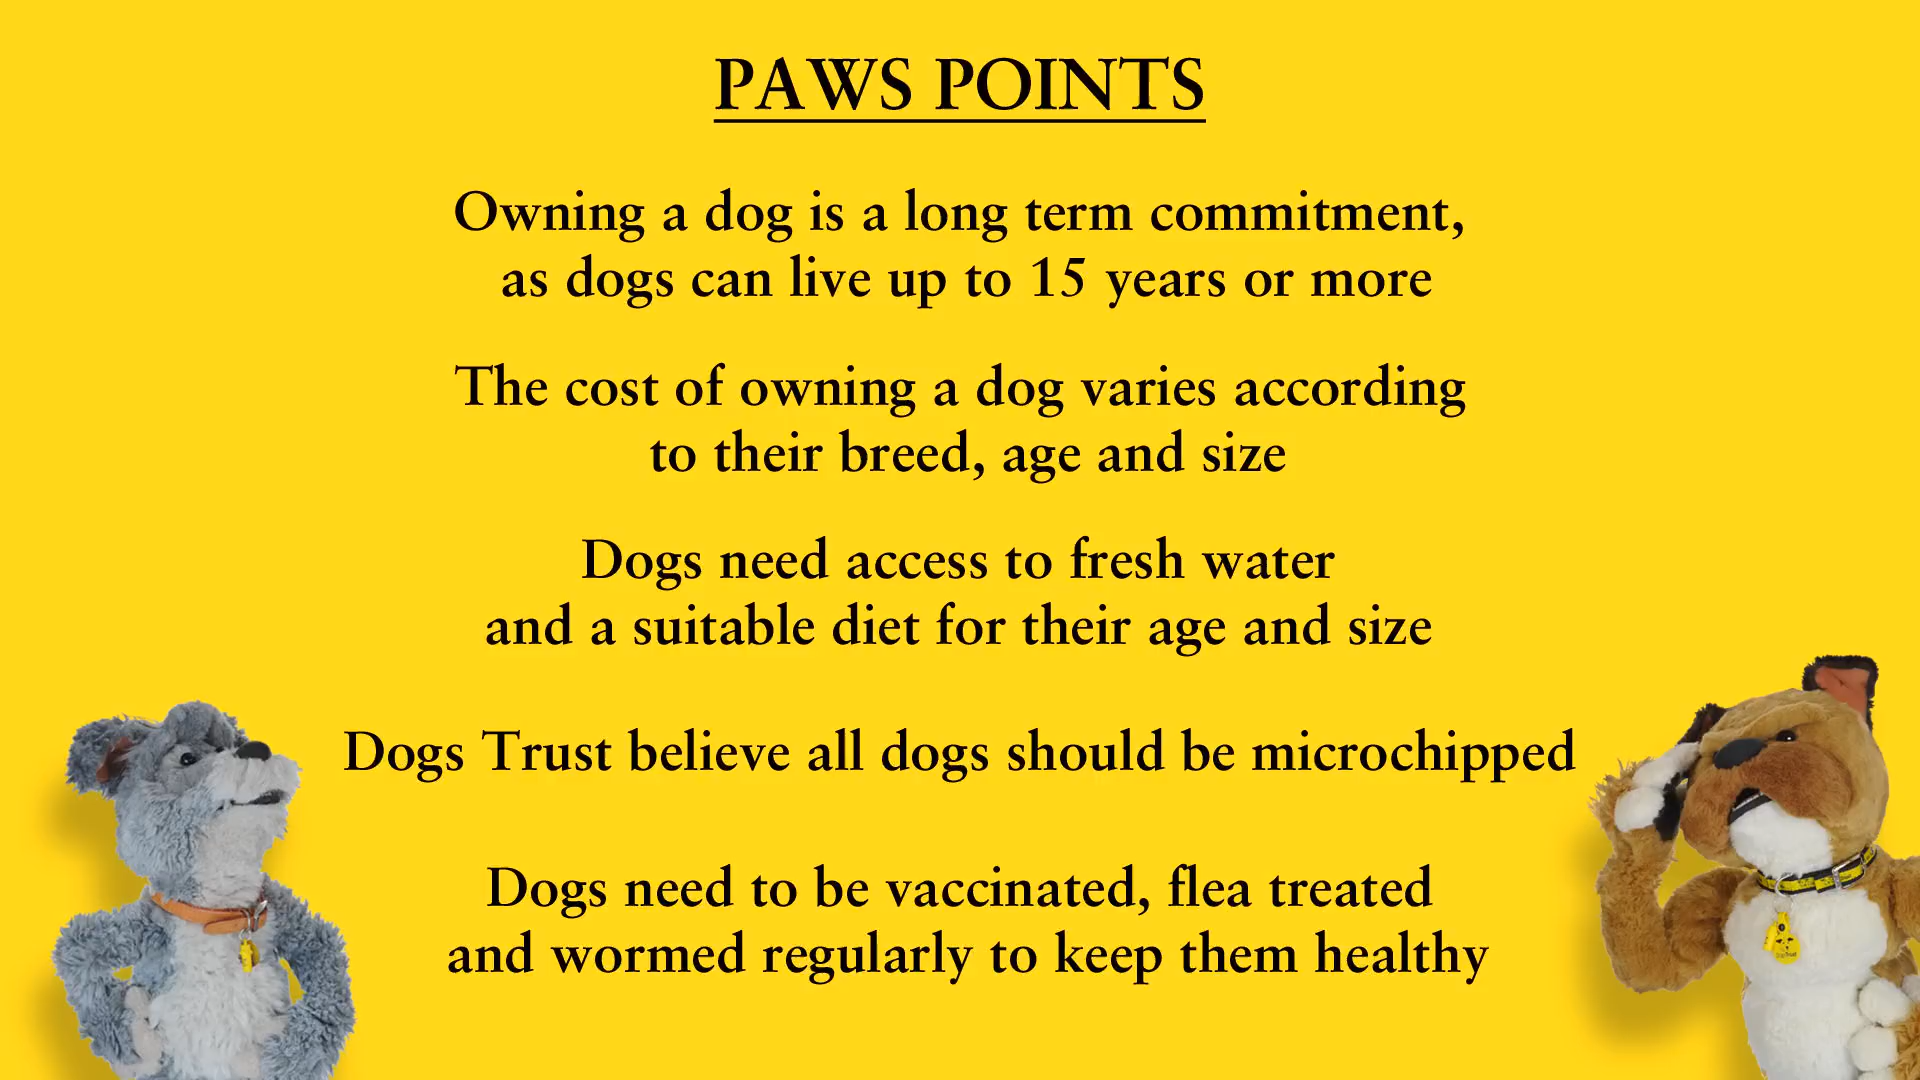 PAWS POINTS
Owning a dog is a long term commitment,
as dogs can live up to 15 years or more
The cost of owning a dog varies according
to their breed, age and size
Dogs need access to fresh water
and a suitable diet for their age and size
Dogs Trust believe all dogs should be microchipped
Dogs need to be vaccinated, flea treated
and wormed regularly to keep them healthy